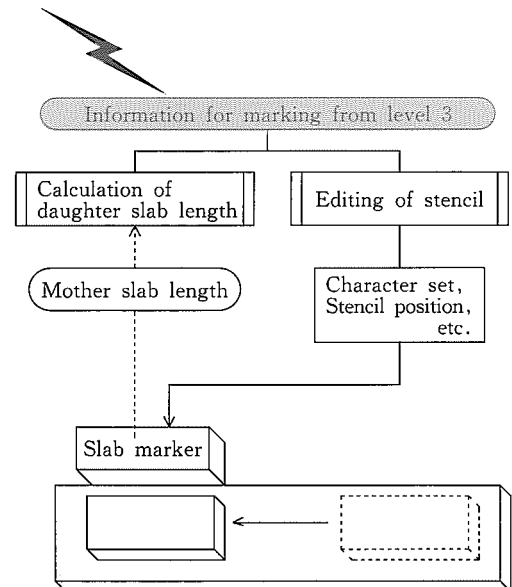 Information for marking from level 3
Calculation of
daughter slab length
Editing of stencil
Mother slab length
Character set,
Stencil position,
etc.
Slab marker